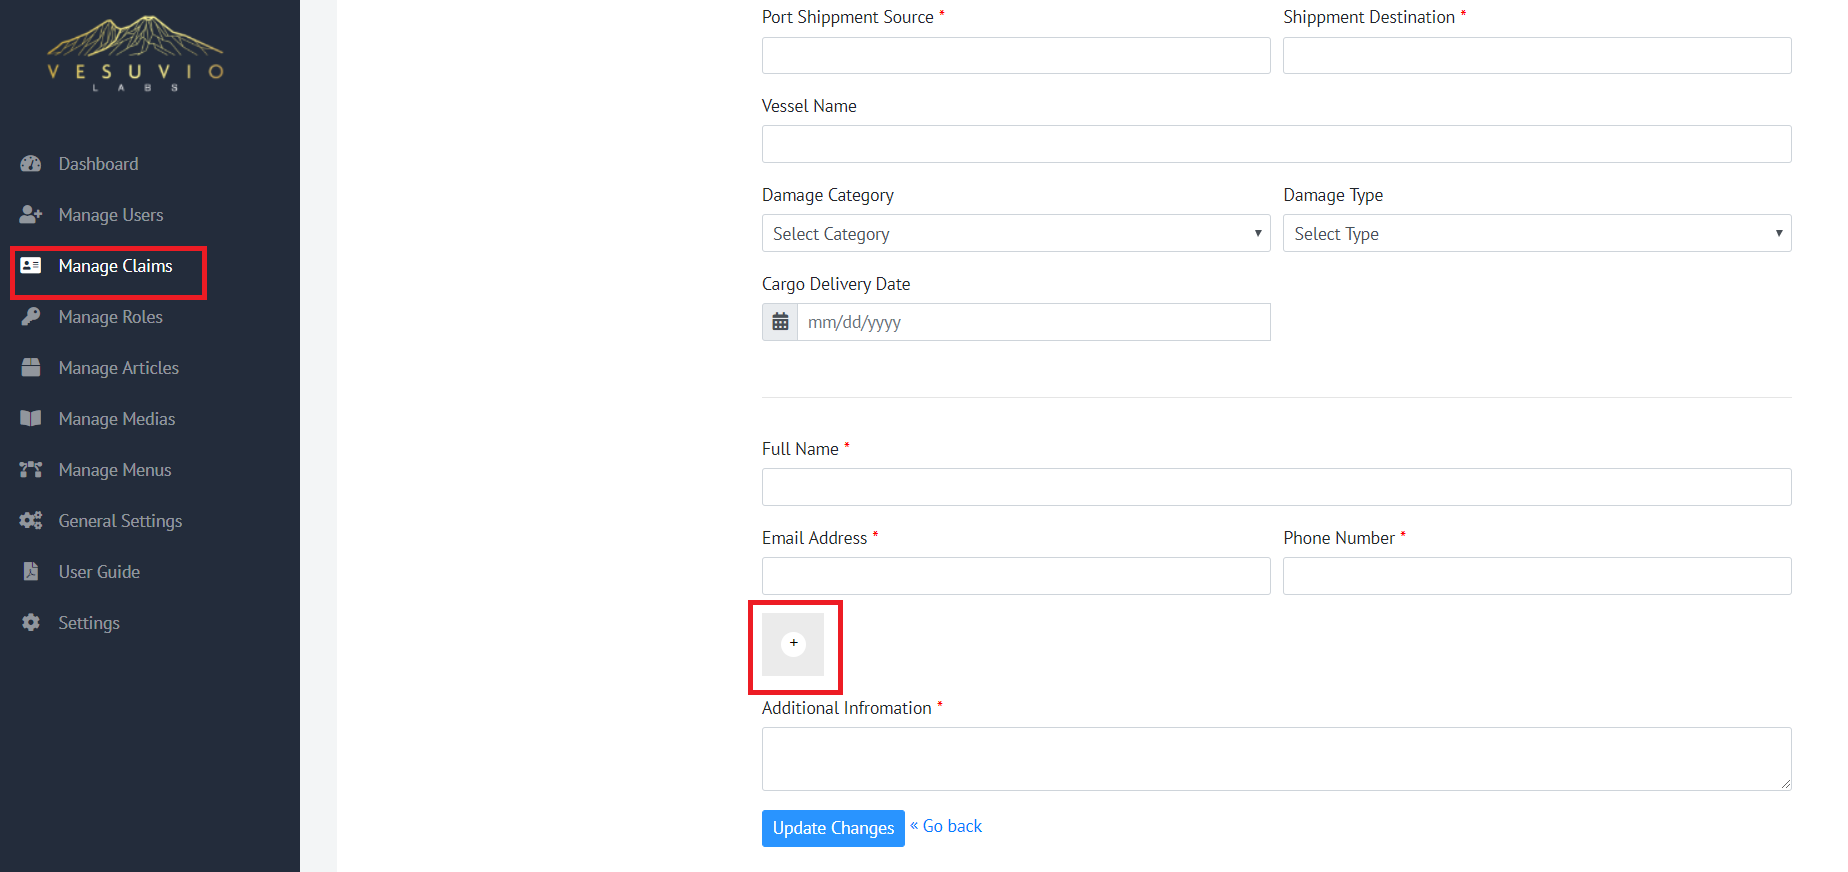 VESUVIO
LABS
Dashboard
Manage Users
Manage Claims
Manage Roles
Manage Articles
Manage Medias
Manage Menus
General Settings
User Guide
Settings
Port Shippment Source *
Shippment Destination *
Vessel Name
Damage Category
Damage Type
Select Category
Select Type
Cargo Delivery Date
mm/dd/yyyy
Full Name *
Email Address *
Phone Number *
+
Additional Infromation *
Update Changes
« Go back